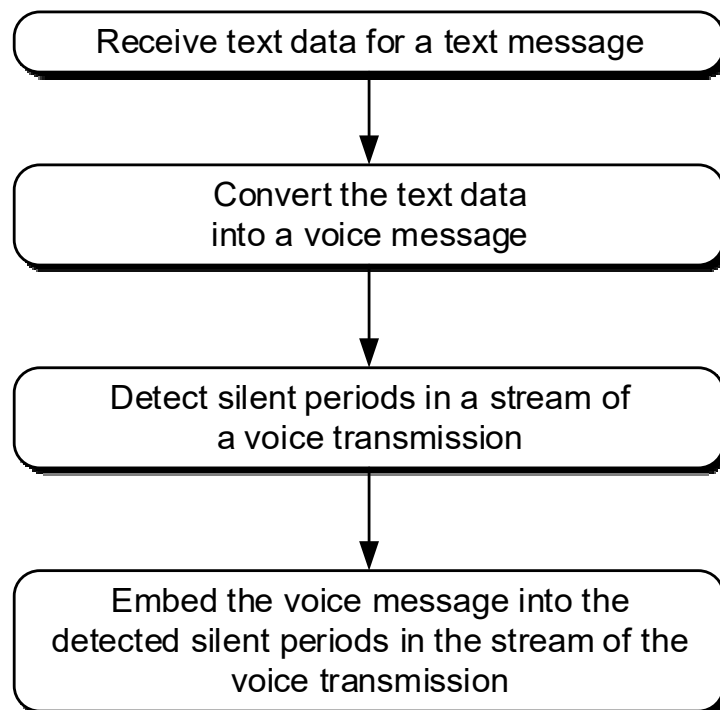 Receive text data for a text message
Convert the text data
into a voice message
Detect silent periods in a stream of
a voice transmission
Embed the voice message into the
detected silent periods in the stream of the
voice transmission